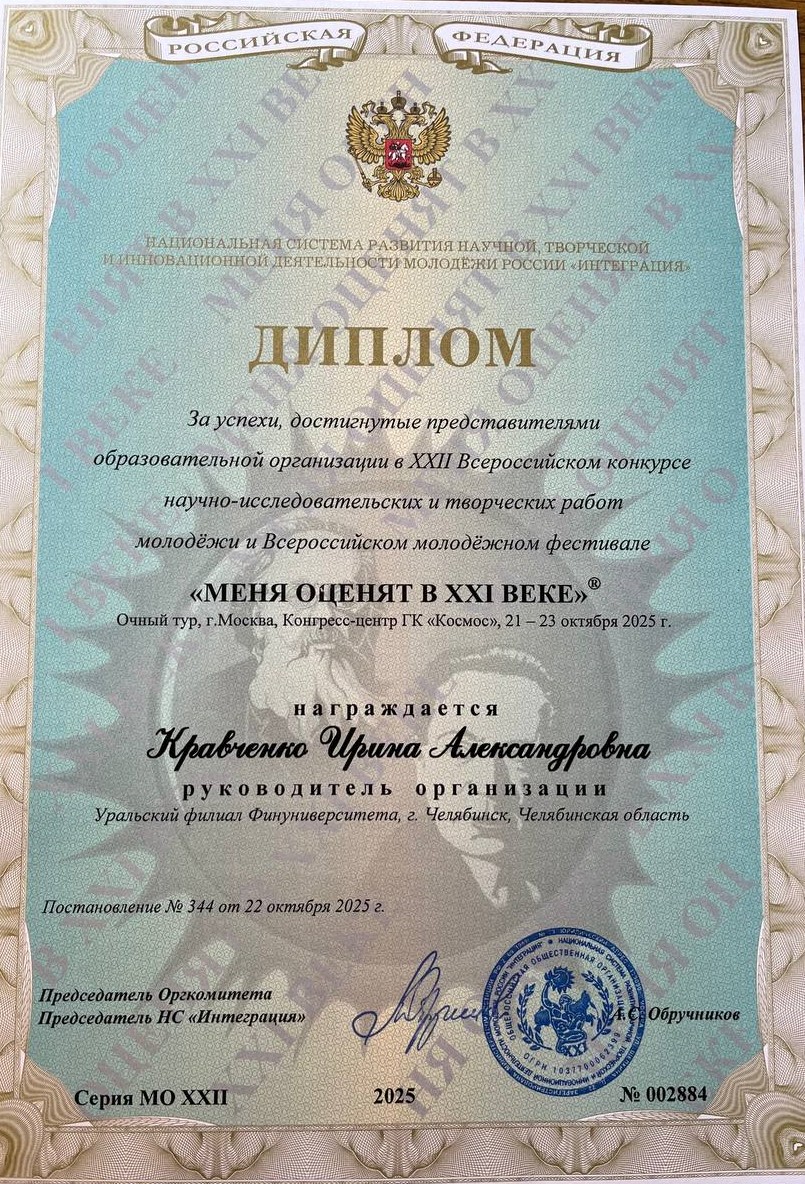 РОССИЙСКАЯ ФЕДЕРАЦИЯ
НАЦИОНАЛЬНАЯ СИСТЕМА РАЗВИТИЯ НАУЧНОЙ, ТВОРЧЕСКОЙ
И ИННОВАЦИОННОЙ ДЕЯТЕЛЬНОСТИ МОЛОДЁЖИ РОССИИ «ИНТЕГРАЦИЯ»
ДИПЛОМ
За успехи, достигнутые представителями
образовательной организации в XXII Всероссийском конкурсе
научно-исследовательских и творческих работ
молодёжи и Всероссийском молодёжном фестивале
«МЕНЯ ОЦЕНЯТ В XXI ВЕКЕ»®
Очный тур, г.Москва, Конгресс-центр ГК «Космос», 21 – 23 октября 2025 г.
награждается
Кравченко Ирина Александровна
руководитель организации
Уральский филиал Финуниверситета, г. Челябинск, Челябинская область
Постановление № 344 от 22 октября 2025 г.
Председатель Оргкомитета
Председатель НС «Интеграция»
А.С. Обручников
ОБЩЕРОССИЙСКАЯ ОБЩЕСТВЕННАЯ ОРГАНИЗАЦИЯ
XXI
Серия МО XXII 2025 № 002884